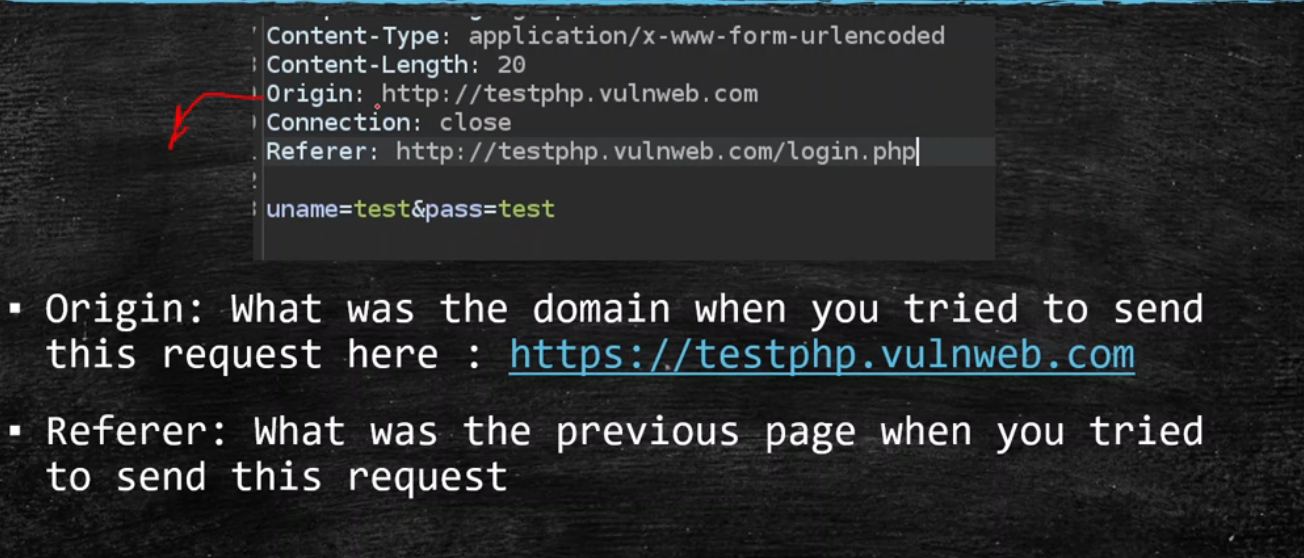 Content-Type: application/x-www-form-urlencoded
Content-Length: 20
Origin: http://testphp.vulnweb.com
Connection: close
Referer: http://testphp.vulnweb.com/login.php
uname=test&pass=test
▪ Origin: What was the domain when you tried to send
this request here : https://testphp.vulnweb.com
▪ Referer: What was the previous page when you tried
to send this request